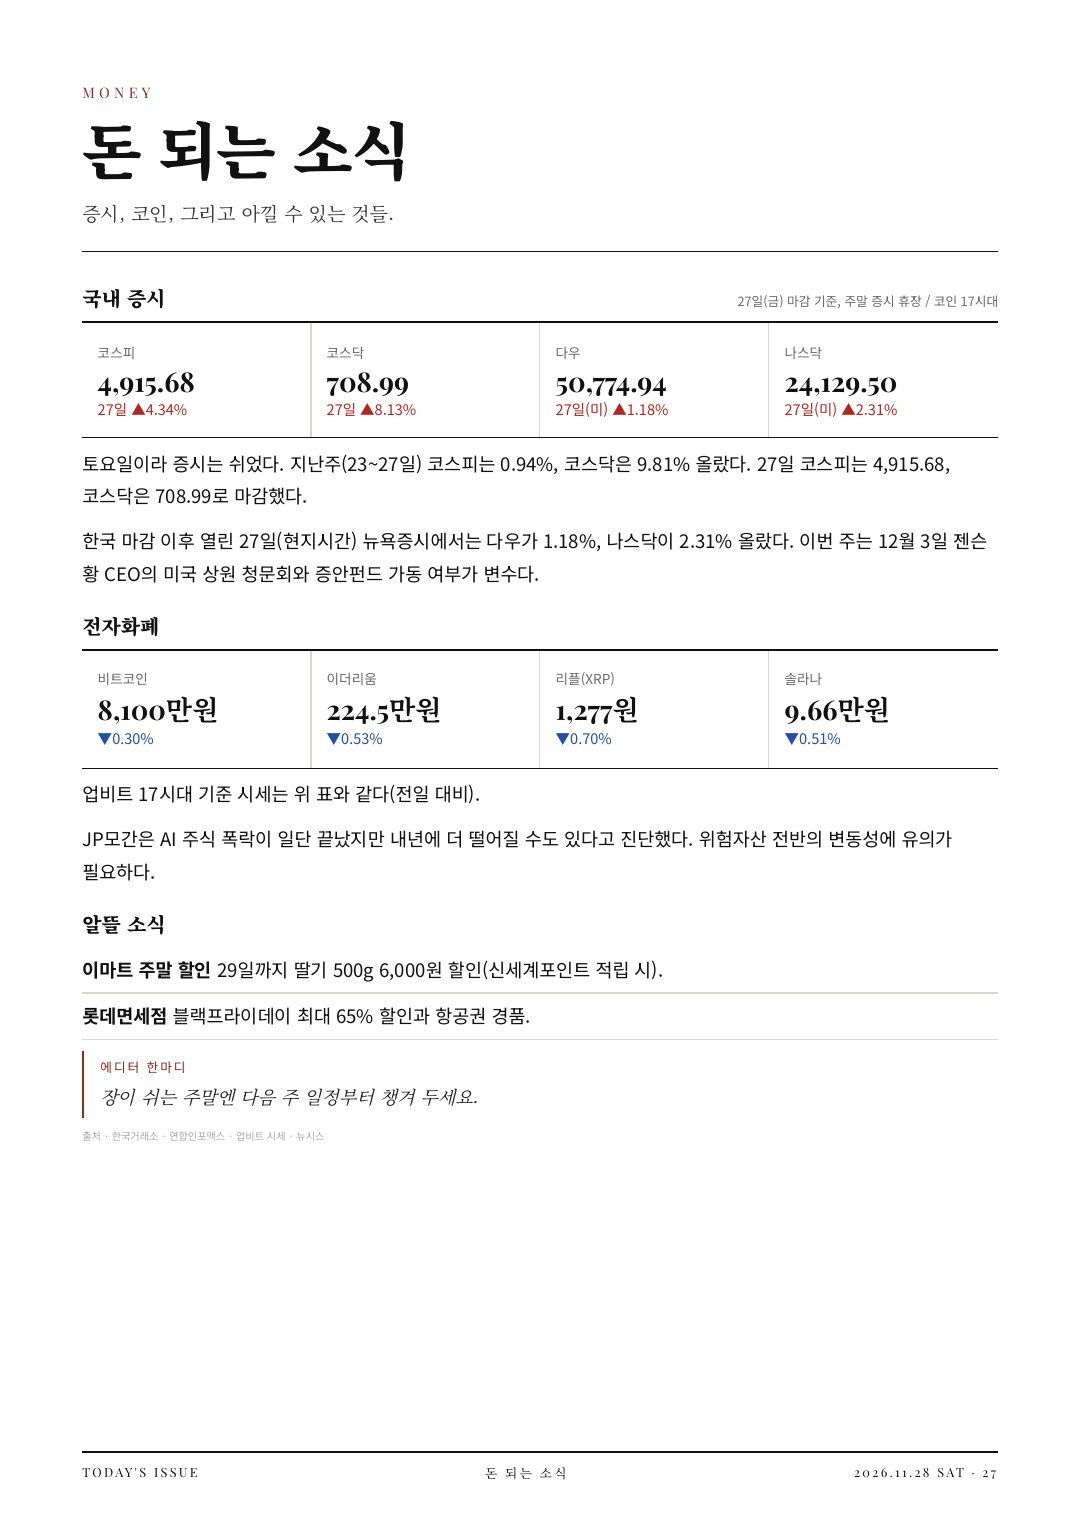 MONEY
돈 되는 소식
증시, 코인, 그리고 아낄 수 있는 것들.
국내 증시
27일(금) 마감 기준, 주말 증시 휴장 / 코인 17시대
코스피
4,915.68
27일 ▲4.34%
코스닥
708.99
27일 ▲8.13%
다우
50,774.94
27일(미) ▲1.18%
나스닥
24,129.50
27일(미) ▲2.31%
토요일이라 증시는 쉬었다. 지난주(23~27일) 코스피는 0.94%, 코스닥은 9.81% 올랐다. 27일 코스피는 4,915.68,
코스닥은 708.99로 마감했다.
한국 마감 이후 열린 27일(현지시간) 뉴욕증시에서는 다우가 1.18%, 나스닥이 2.31% 올랐다. 이번 주는 12월 3일 젠슨
황 CEO의 미국 상원 청문회와 증안펀드 가동 여부가 변수다.
전자화폐
비트코인
8,100만원
▼0.30%
이더리움
224.5만원
▼0.53%
리플(XRP)
1,277원
▼0.70%
솔라나
9.66만원
▼0.51%
업비트 17시대 기준 시세는 위 표와 같다(전일 대비).
JP모간은 AI 주식 폭락이 일단 끝났지만 내년에 더 떨어질 수도 있다고 진단했다. 위험자산 전반의 변동성에 유의가
필요하다.
알뜰 소식
이마트 주말 할인 29일까지 딸기 500g 6,000원 할인(신세계포인트 적립 시).
롯데면세점 블랙프라이데이 최대 65% 할인과 항공권 경품.
에디터 한마디
장이 쉬는 주말엔 다음 주 일정부터 챙겨 두세요.
출처 · 한국거래소 · 연합인포맥스 · 업비트 시세 · 뉴시스
TODAY'S ISSUE
돈 되는 소식
2026.11.28 SAT · 27